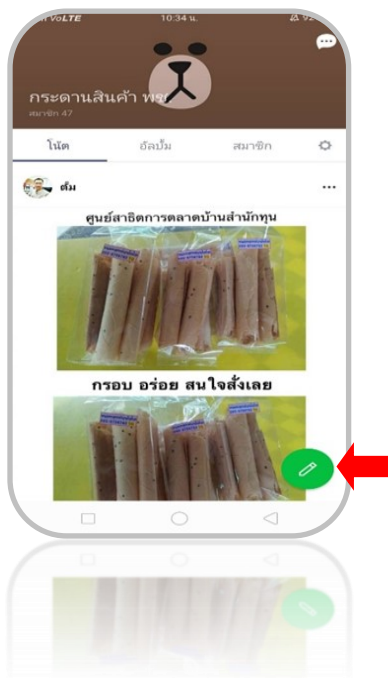 VoLTE 10:34 น.
กระดานสินค้า
สมาชิก 47
โน้ต อัลบั้ม สมาชิก
ตั้ม
ศูนย์สาธิตการตลาดบ้านสำนักทุน
กรอบ อร่อย สนใจสั่งเลย